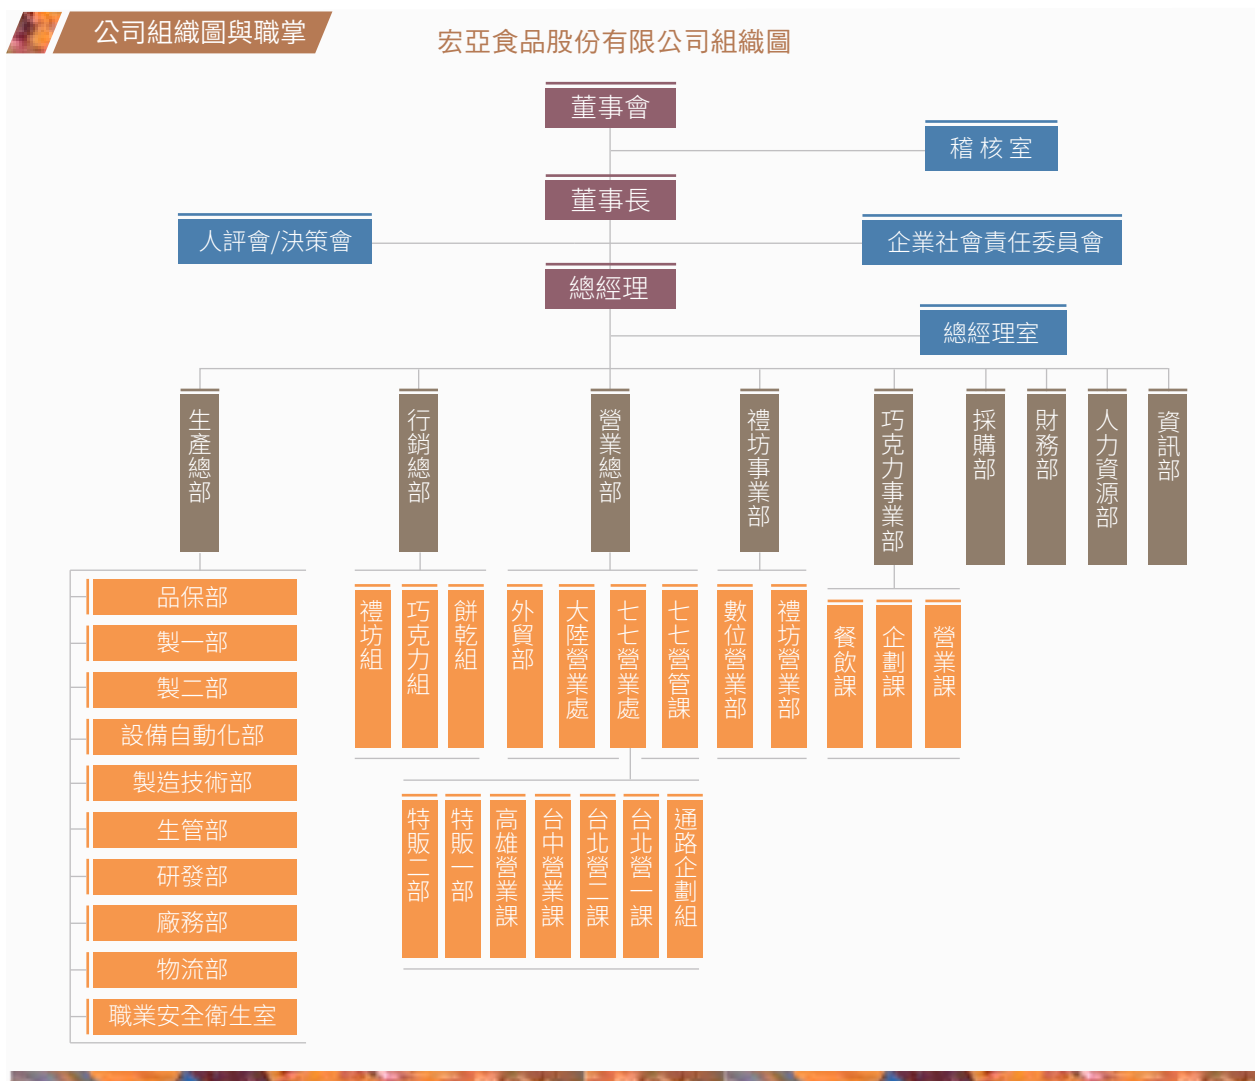 公司組織圖與職掌
宏亞食品股份有限公司組織圖
董事會
稽核室
董事長
人評會/決策會
企業社會責任委員會
總經理
總經理室
生產總部
行銷總部
營業總部
禮坊事業部
巧克力事業部
採購部
財務部
人力資源部
資訊部
品保部
製一部
製二部
設備自動化部
製造技術部
生管部
研發部
廠務部
物流部
職業安全衛生室
禮坊組
巧克力組
餅乾組
外貿部
大陸營業處
七七營業處
七七營管課
數位營業部
禮坊營業部
餐飲課
企劃課
營業課
特販二部
特販一部
高雄營業課
台中營業課
台北營二課
台北營一課
通路企劃組